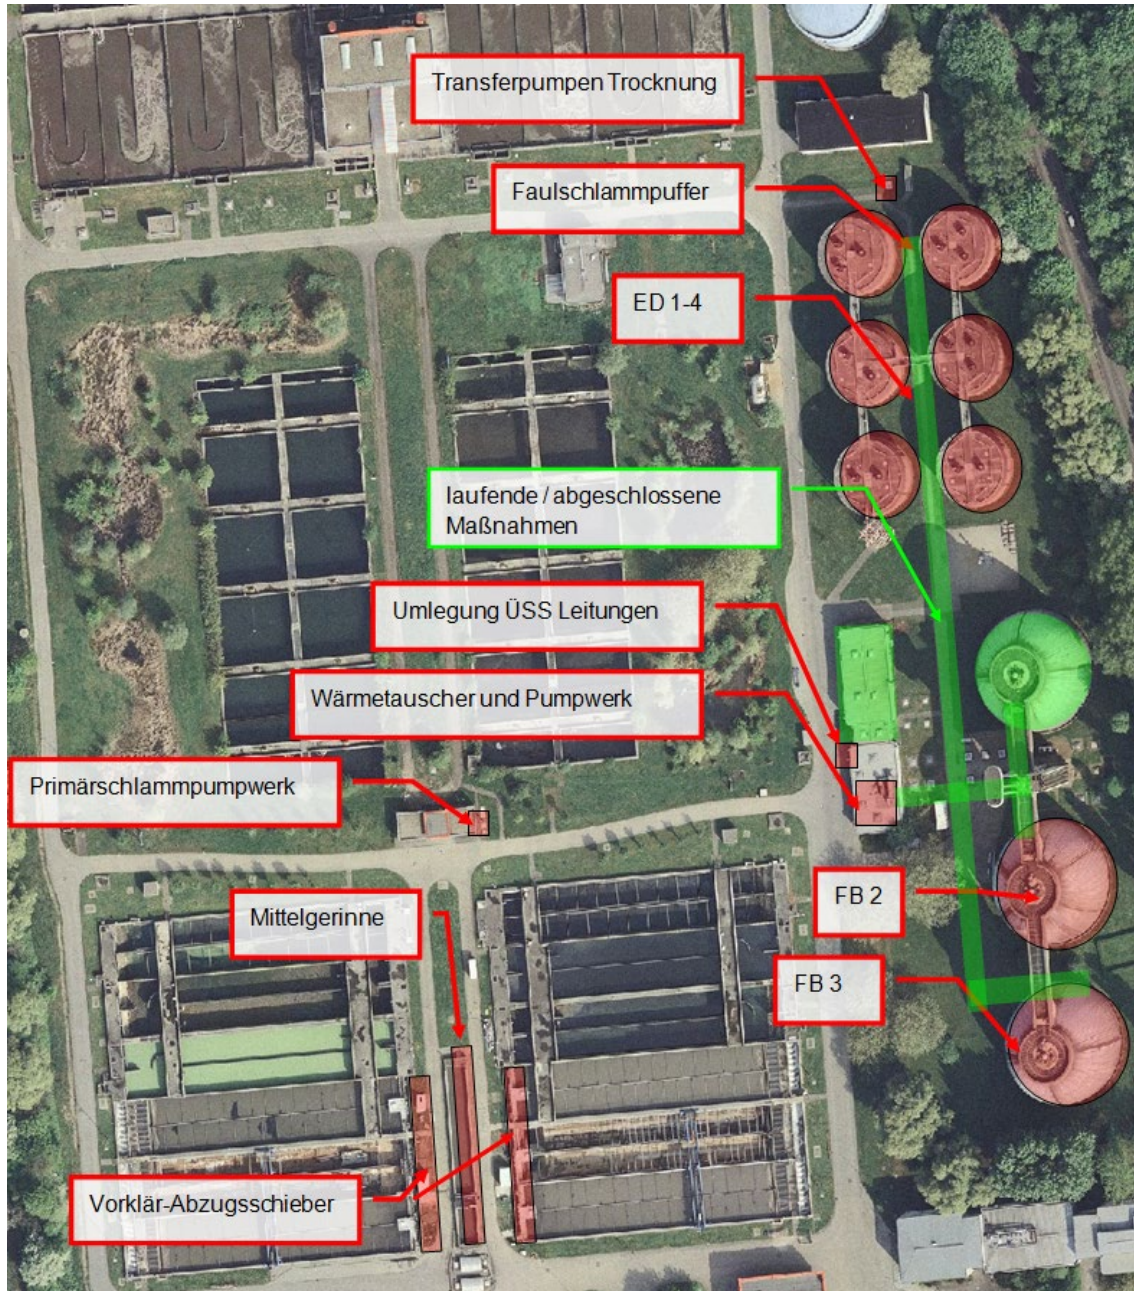 Transferpumpen Trocknung
Faulschlammpuffer
ED 1-4
laufende / abgeschlossene
Maßnahmen
Umlegung ÜSS Leitungen
Wärmetauscher und Pumpwerk
Primärschlammpumpwerk
FB 2
Mittelgerinne
FB 3
Vorklär-Abzugsschieber